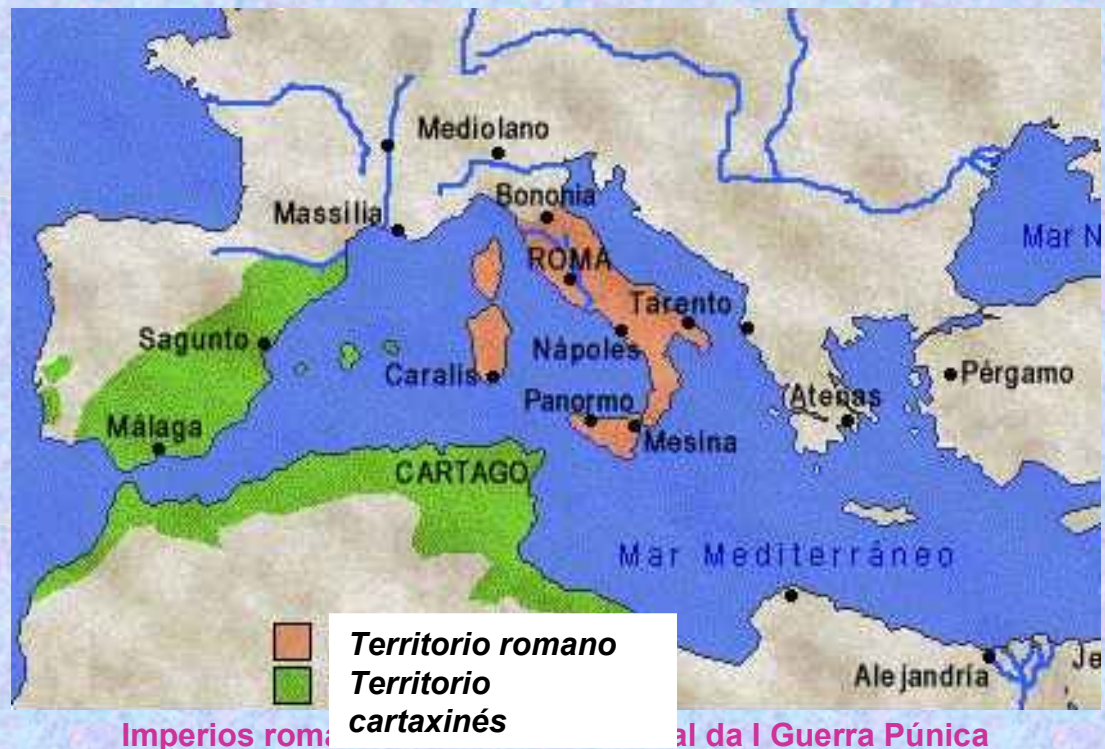 Mediolano
Bononia
Massilia
Mar N
ROMA
Tarento
Sagunto
Nápoles
Caralis
Pérgamo
Panormo
Atenas
Málaga
Mesina
CARTAGO
Mar Mediterráneo
Territorio romano
Territorio
cartaxinés
Alejandría
Je
Imperios roma al da I Guerra Púnica